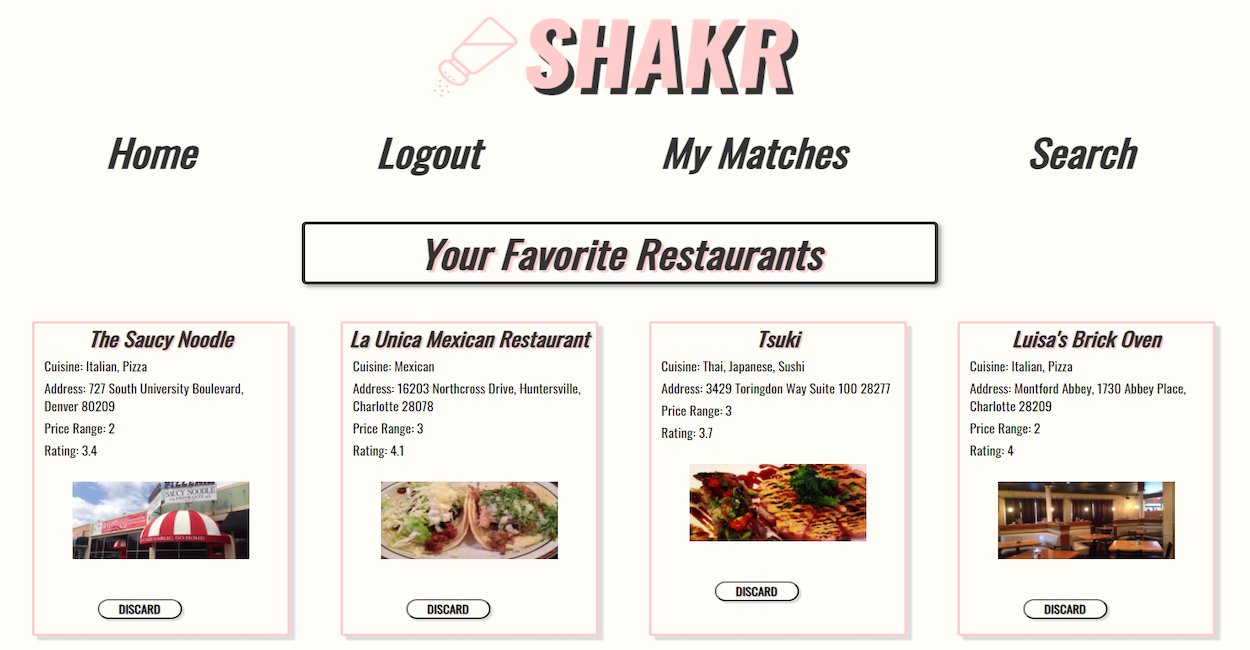 SHAKR
Home Logout My Matches Search
Your Favorite Restaurants
The Saucy Noodle
Cuisine: Italian, Pizza
Address: 727 South University Boulevard,
Denver 80209
Price Range: 2
Rating: 3.4
SAUCY NOODLE
DISCARD
La Unica Mexican Restaurant
Cuisine: Mexican
Address: 16203 Northcross Drive, Huntersville,
Charlotte 28078
Price Range: 3
Rating: 4.1
DISCARD
Tsuki
Cuisine: Thai, Japanese, Sushi
Address: 3429 Toringdon Way Suite 100 28277
Price Range: 3
Rating: 3.7
DISCARD
Luisa's Brick Oven
Cuisine: Italian, Pizza
Address: Montford Abbey, 1730 Abbey Place,
Charlotte 28209
Price Range: 2
Rating: 4
DISCARD